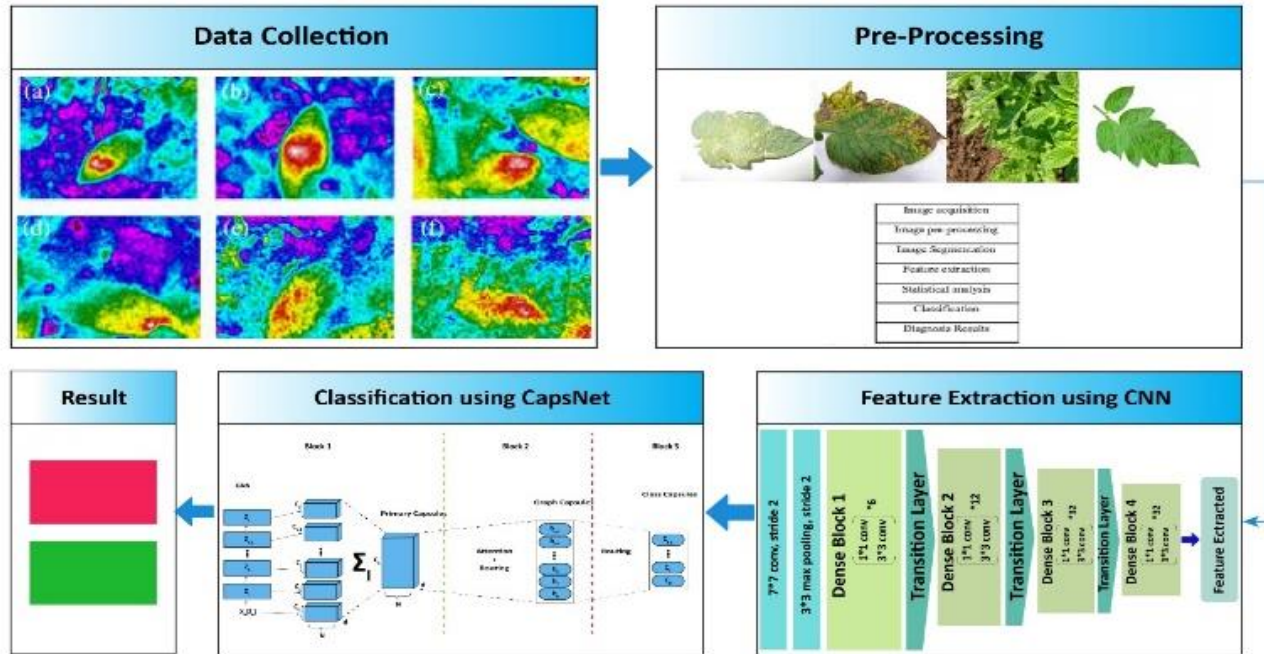 Data Collection
(a)
(b)
(c)
(d)
(e)
(f)
Pre-Processing
Image acquisition
Image pre-processing
Image Segmentation
Feature extraction
Statistical analysis
Classification
Diagnosis Results
Result
Classification using CapsNet
Block 1
Block 2
Primary Capsules
Graph Capsule
Class Capsules
Attention
+
Routing
Routing
Σ
Feature Extraction using CNN
7*7 conv, stride 2
3*3 max pooling, stride 2
Dense Block 1
1*1 conv
3*3 conv
*6
Transition Layer
Dense Block 2
1*1 conv
3*3 conv
*12
Transition Layer
Dense Block 3
1*1 conv
3*3 conv
*32
Transition Layer
Dense Block 4
1*1 conv
3*3 conv
*32
Feature Extracted